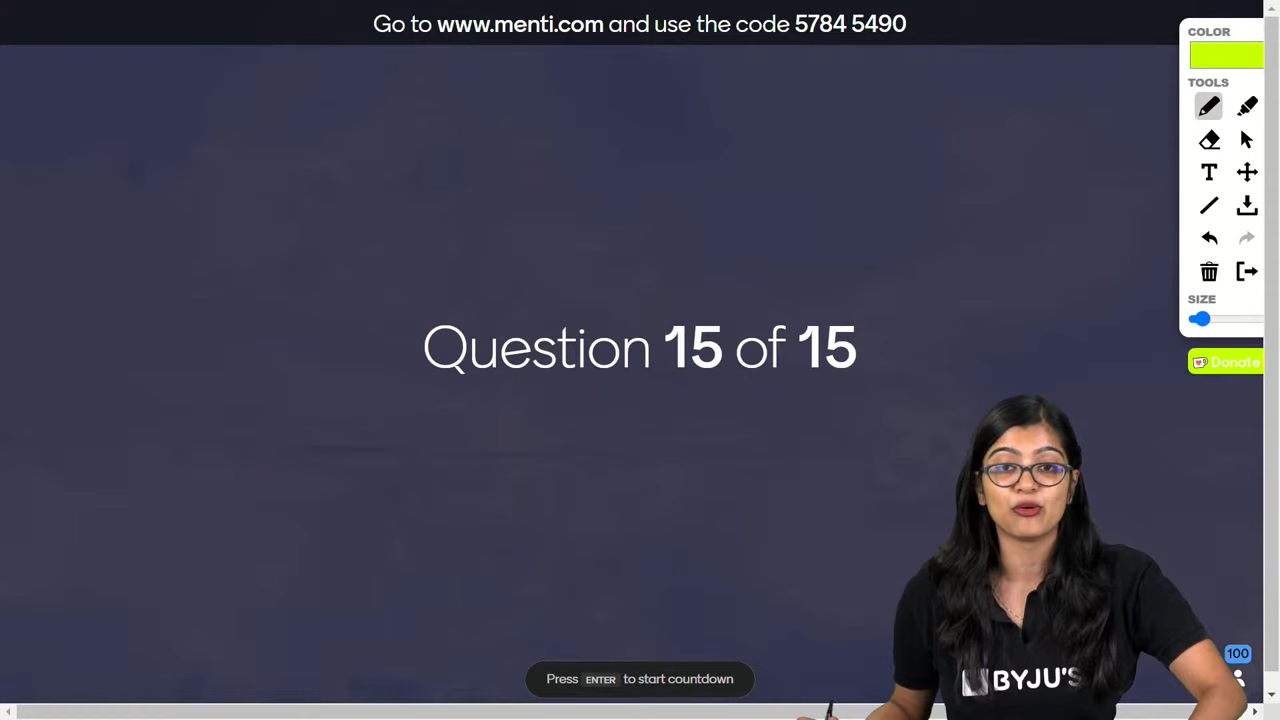 Go to www.menti.com and use the code 5784 5490
COLOR
TOOLS
T
SIZE
Donate
Question 15 of 15
100
BYJU'S
Press ENTER to start countdown